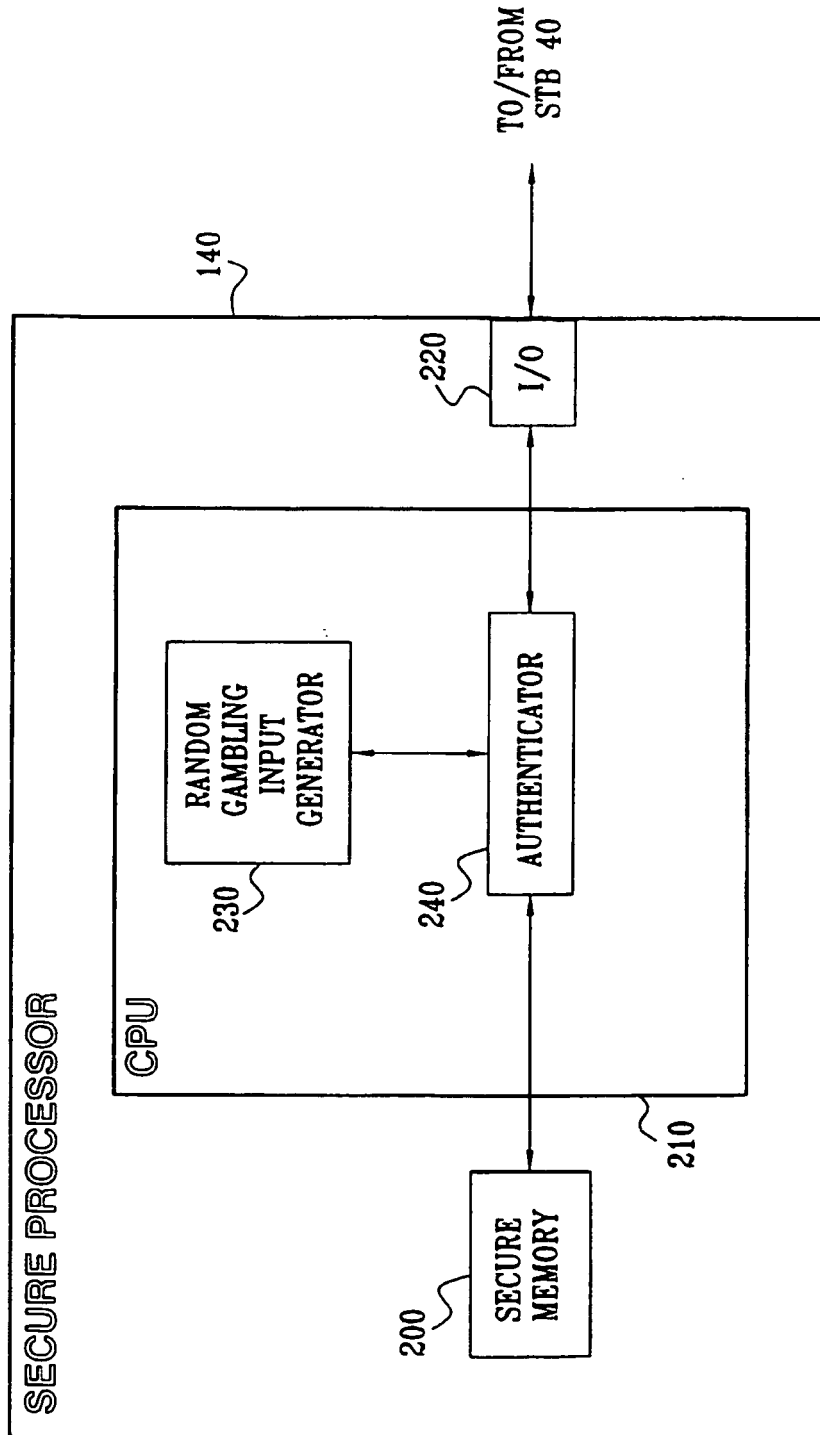 SECURE PROCESSOR
140
CPU
RANDOM
GAMBLING
INPUT
GENERATOR
230
220
I/O
TO/FROM
STB 40
200
SECURE
MEMORY
240
AUTHENTICATOR
210